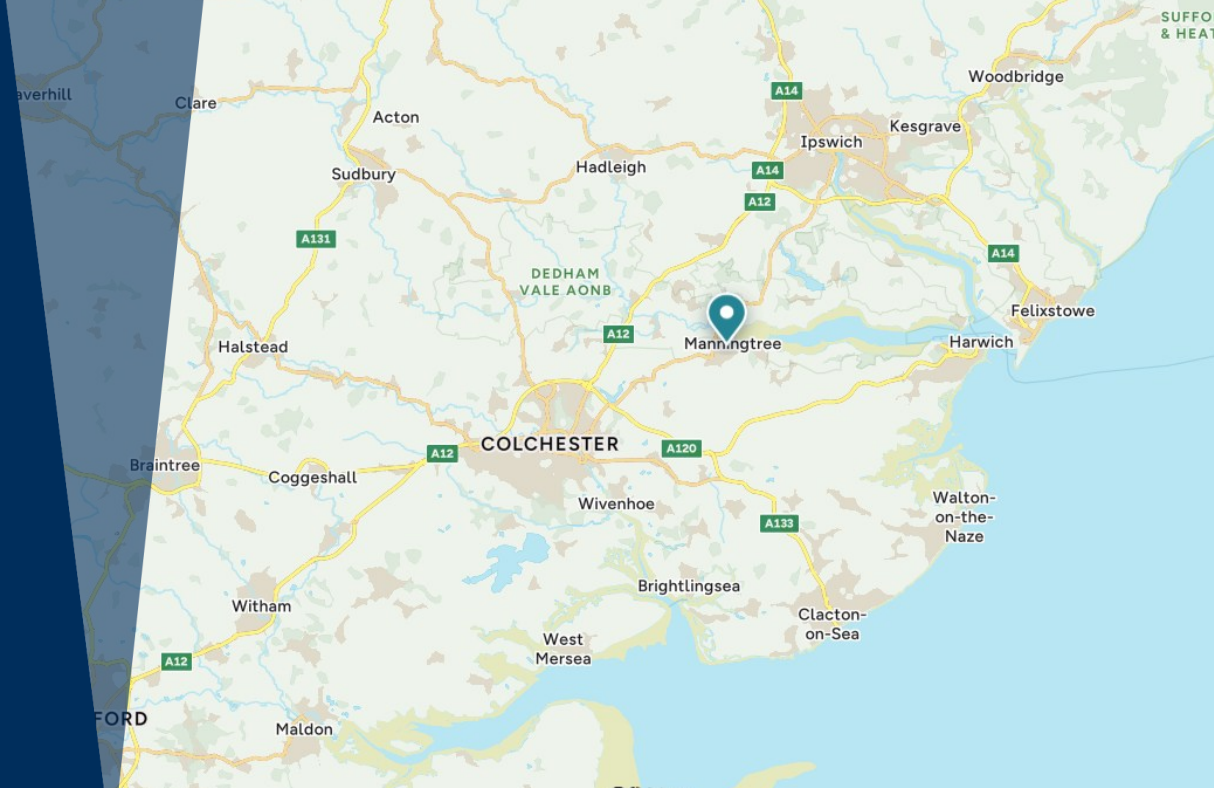 SUFFO
& HEAT
Woodbridge
A14
averhill
Clare
Acton
Kesgrave
Ipswich
Hadleigh
A14
Sudbury
A12
A131
A14
DEDHAM
VALE AONB
Felixstowe
A12
Manningtree
Harwich
Halstead
COLCHESTER
A120
A12
Braintree
Coggeshall
Wivenhoe
Walton-
on-the-
Naze
A133
Brightlingsea
Witham
Clacton-
on-Sea
West
Mersea
A12
FORD
Maldon